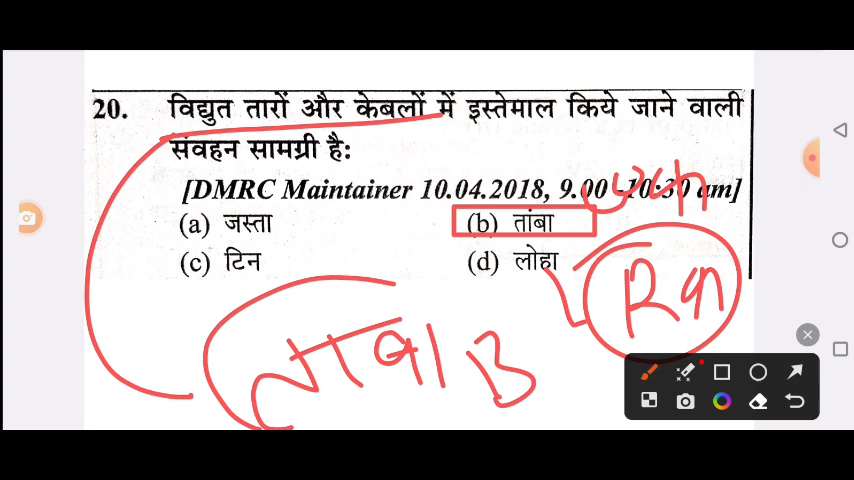 20. विद्युत तारों और केबलों में इस्तेमाल किये जाने वाली
संवहन सामग्री है:
[DMRC Maintainer 10.04.2018, 9.00 -10:30 am]
(a) जस्ता (b) तांबा
(c) टिन (d) लोहा
B